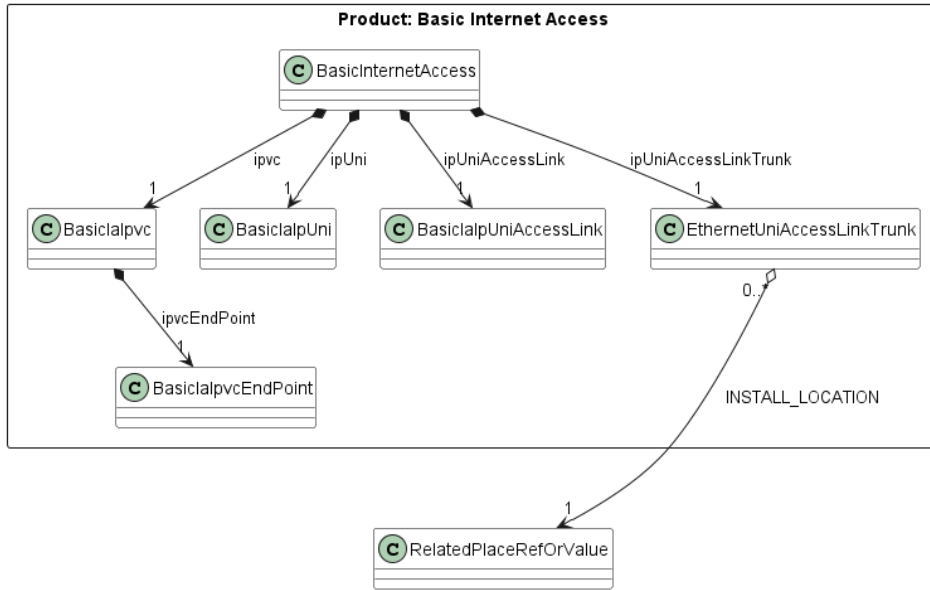 Product: Basic Internet Access
C BasicInternetAccess
ipvc
ipUni
ipUniAccessLink
ipUniAccessLinkTrunk
1
1
1
1
C BasicIaIpvc
C BasicIaIpUni
C BasicIaIpUniAccessLink
C EthernetUniAccessLinkTrunk
0..*
ipvcEndPoint
1
C BasicIaIpvcEndPoint
INSTALL_LOCATION
1
C RelatedPlaceRefOrValue